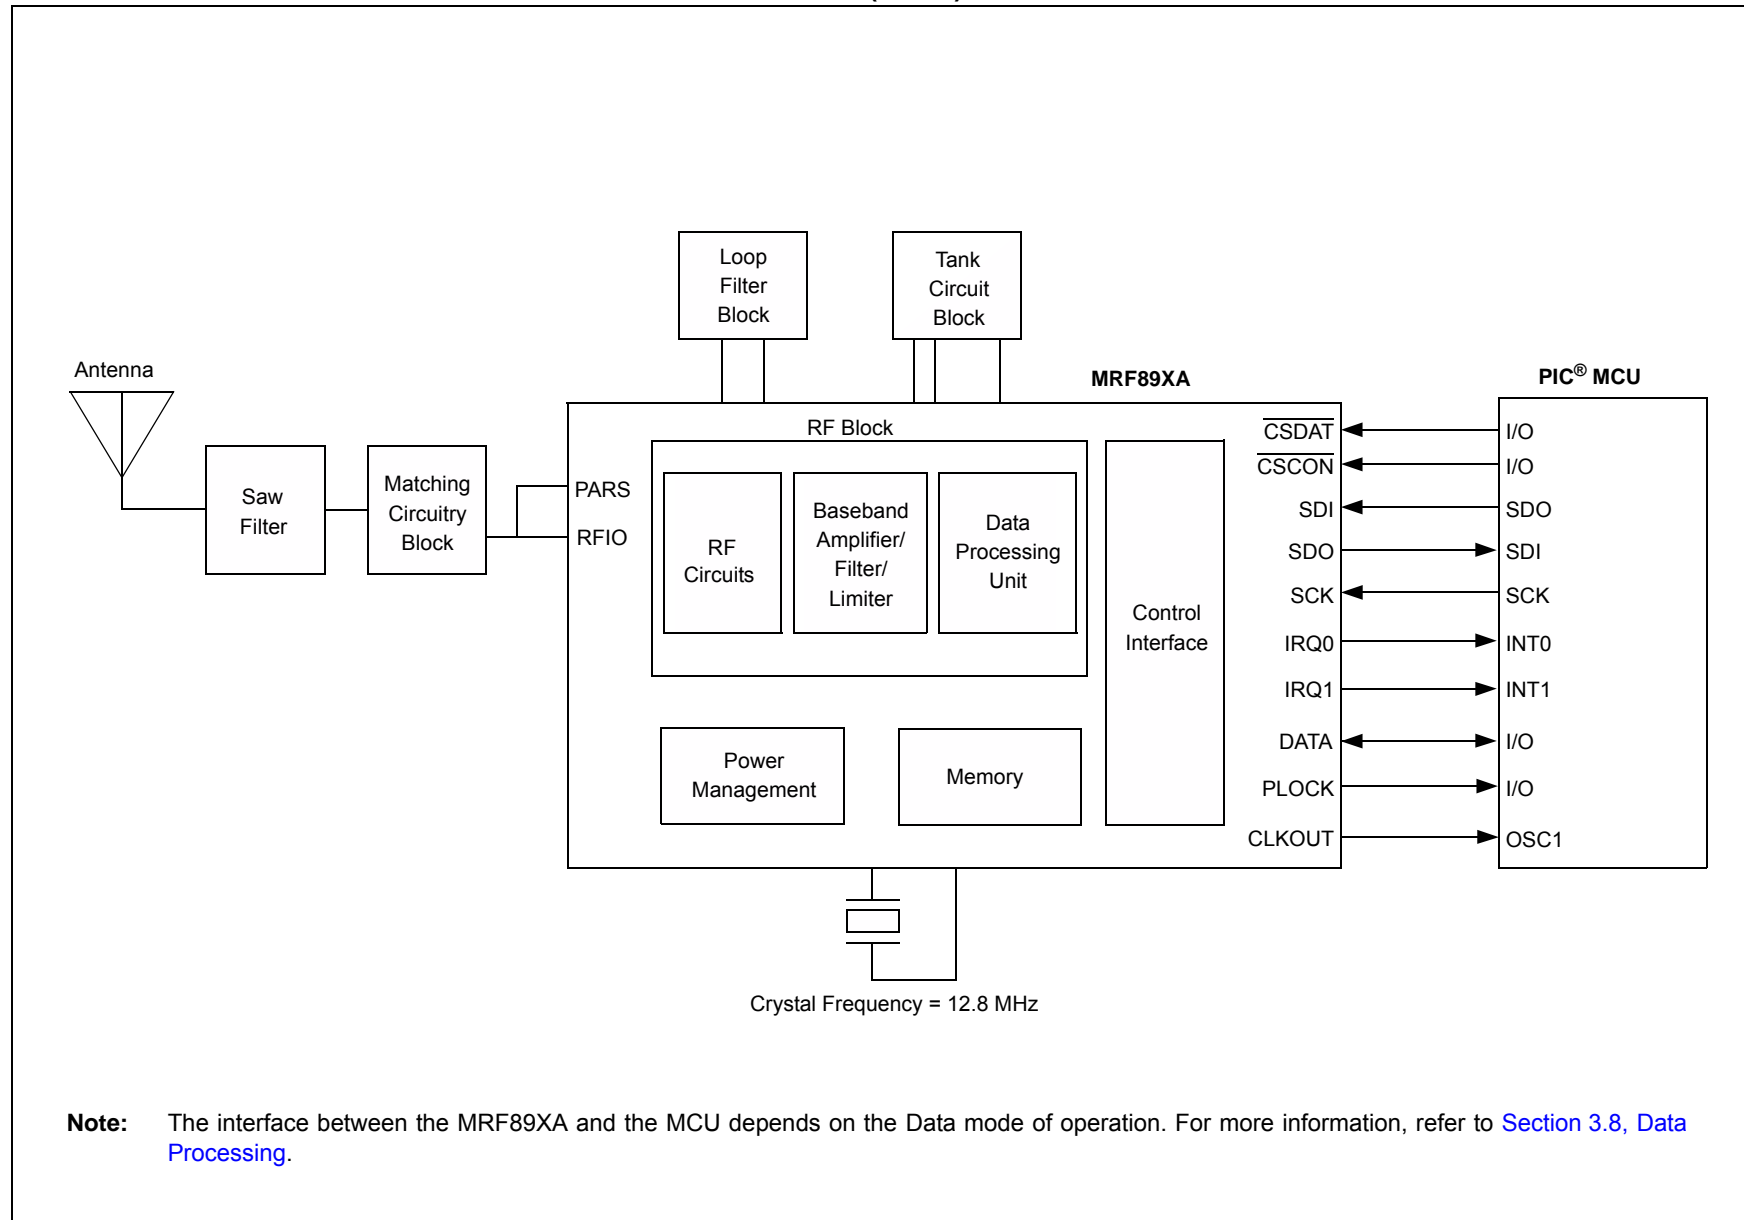 Loop
Filter
Block
Tank
Circuit
Block
Antenna
MRF89XA
PIC® MCU
RF Block
Saw
Filter
Matching
Circuitry
Block
PARS
RFIO
RF
Circuits
Baseband
Amplifier/
Filter/
Limiter
Data
Processing
Unit
Control
Interface
Power
Management
Memory
CSDAT
I/O
CSCON
I/O
SDI
SDO
SDO
SDI
SCK
SCK
IRQ0
INT0
IRQ1
INT1
DATA
I/O
PLOCK
I/O
CLKOUT
OSC1
Crystal Frequency = 12.8 MHz
Note: The interface between the MRF89XA and the MCU depends on the Data mode of operation. For more information, refer to Section 3.8, Data
Processing.